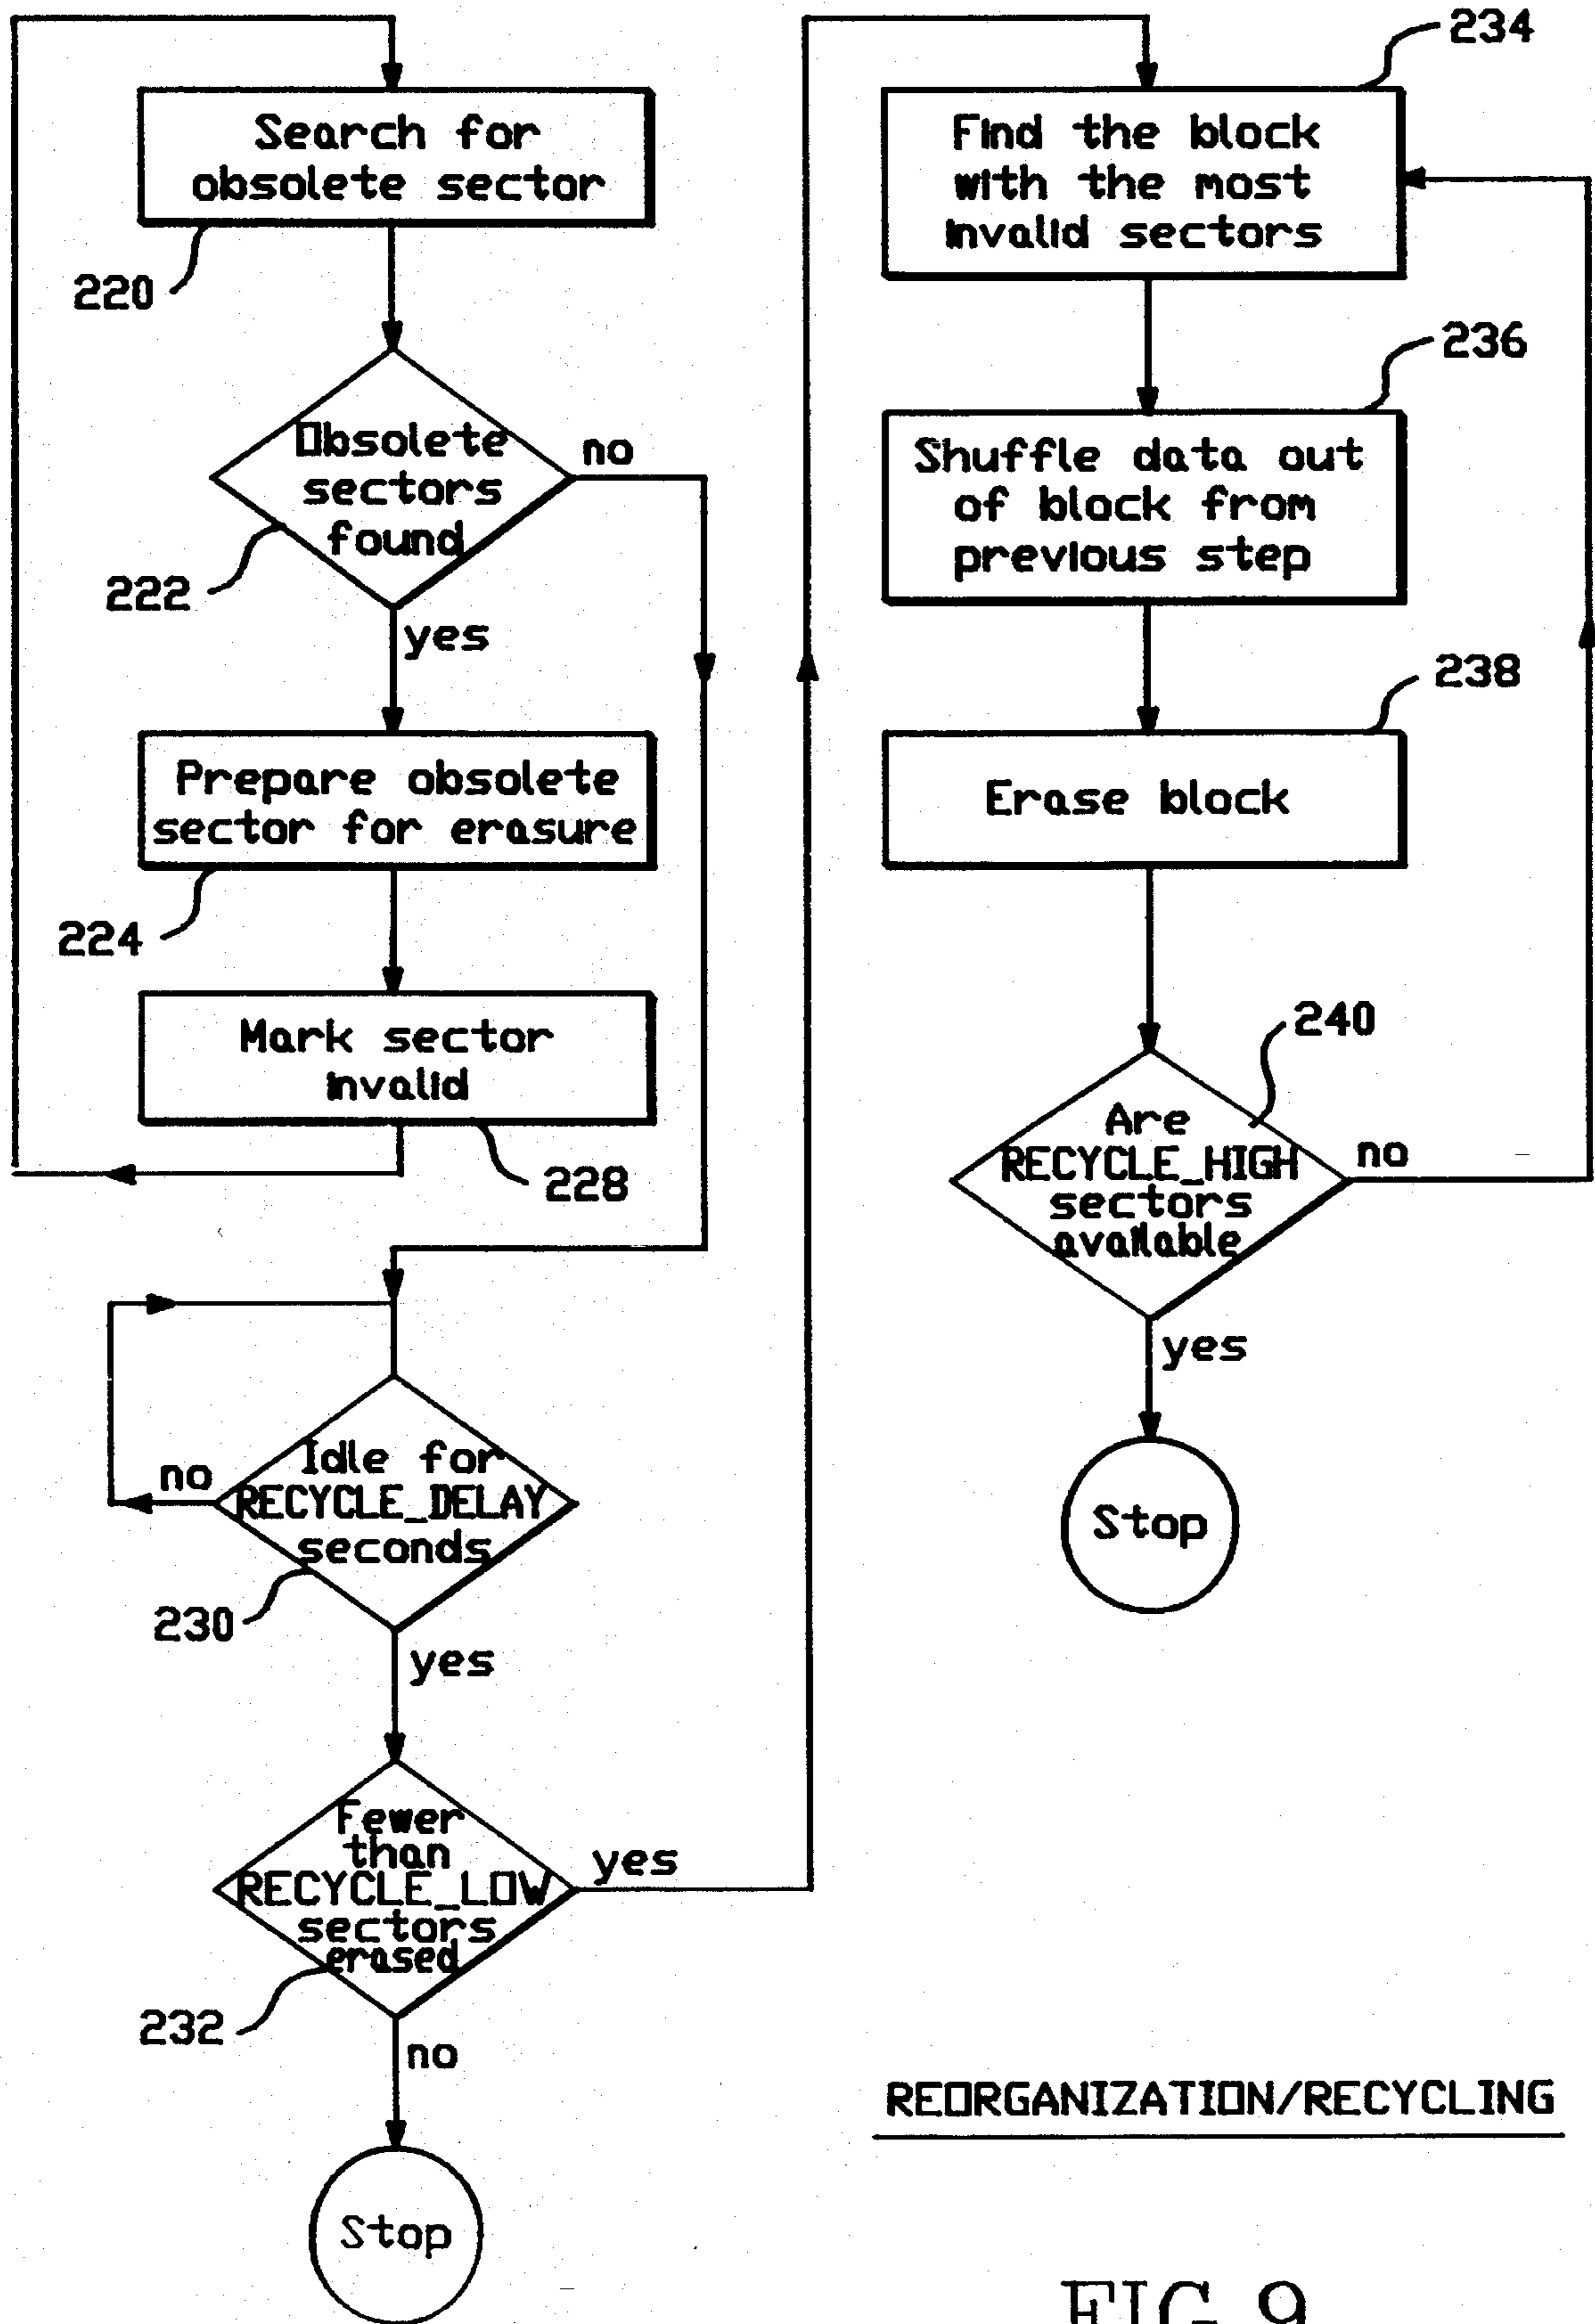 Search for
obsolete sector
220
Obsolete
sectors
found
no
222
yes
Prepare obsolete
sector for erasure
224
Mark sector
invalid
228
Idle for
RECYCLE_DELAY
seconds
no
230
yes
Fewer
than
RECYCLE_LOW
sectors
erased
yes
232
no
Stop
234
Find the block
with the most
invalid sectors
236
Shuffle data out
of block from
previous step
238
Erase block
240
Are
RECYCLE_HIGH
sectors
available
no
yes
Stop
REORGANIZATION/RECYCLING
FIG 9